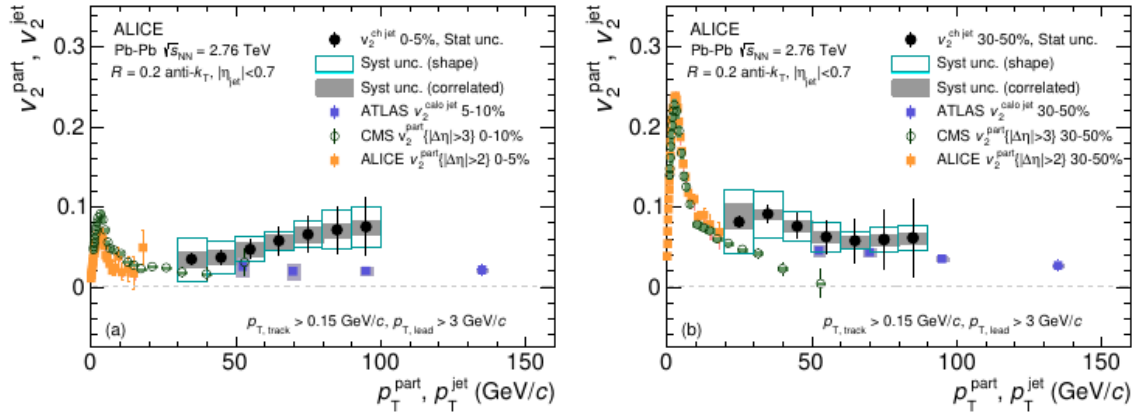 v₂ᵖᵃʳᵗ, v₂ʲᵉᵗ
0.3
0.2
0.1
0
ALICE
Pb-Pb √sNN = 2.76 TeV
R = 0.2 anti-kT, |ηjet|<0.7
v₂ᶜʰ ʲᵉᵗ 0-5%, Stat unc.
Syst unc. (shape)
Syst unc. (correlated)
ATLAS v₂ᶜᵃˡᵒ ʲᵉᵗ 5-10%
CMS v₂ᵖᵃʳᵗ{|Δη|>3} 0-10%
ALICE v₂ᵖᵃʳᵗ{|Δη|>2} 0-5%
(a)
pT, track > 0.15 GeV/c, pT, lead > 3 GeV/c
0 50 100 150
pTᵖᵃʳᵗ, pTʲᵉᵗ (GeV/c)
v₂ᵖᵃʳᵗ, v₂ʲᵉᵗ
0.3
0.2
0.1
0
ALICE
Pb-Pb √sNN = 2.76 TeV
R = 0.2 anti-kT, |ηjet|<0.7
v₂ᶜʰ ʲᵉᵗ 30-50%, Stat unc.
Syst unc. (shape)
Syst unc. (correlated)
ATLAS v₂ᶜᵃˡᵒ ʲᵉᵗ 30-50%
CMS v₂ᵖᵃʳᵗ{|Δη|>3} 30-50%
ALICE v₂ᵖᵃʳᵗ{|Δη|>2} 30-50%
(b)
pT, track > 0.15 GeV/c, pT, lead > 3 GeV/c
0 50 100 150
pTᵖᵃʳᵗ, pTʲᵉᵗ (GeV/c)